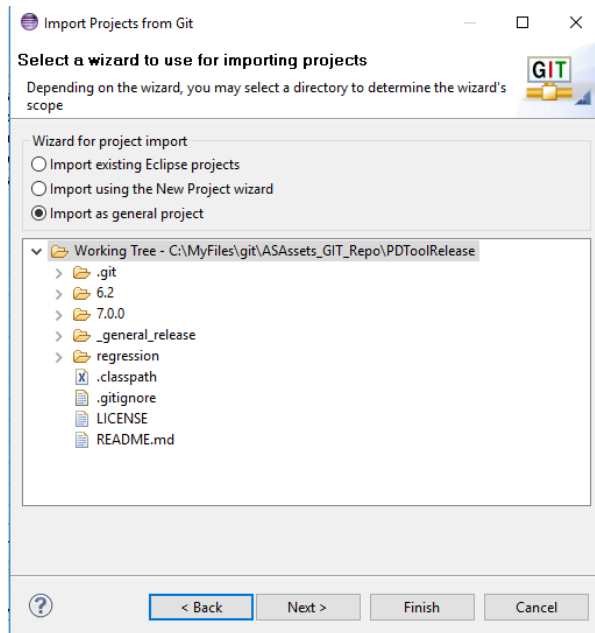 Import Projects from Git
Select a wizard to use for importing projects
Depending on the wizard, you may select a directory to determine the wizard's
scope
GIT
Wizard for project import
Import existing Eclipse projects
Import using the New Project wizard
Import as general project
Working Tree - C:\MyFiles\git\ASAssets_GIT_Repo\PDToolRelease
.git
6.2
7.0.0
_general_release
regression
.classpath
.gitignore
LICENSE
README.md
< Back Next > Finish Cancel